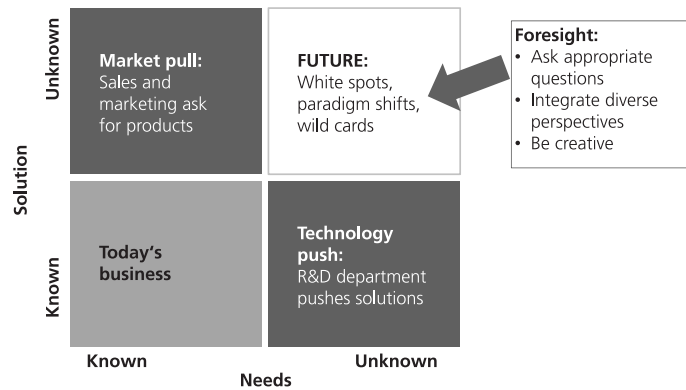 Unknown
Market pull:
Sales and
marketing ask
for products
FUTURE:
White spots,
paradigm shifts,
wild cards
Foresight:
• Ask appropriate
questions
• Integrate diverse
perspectives
• Be creative
Solution
Known
Today's
business
Technology
push:
R&D department
pushes solutions
Known
Unknown
Needs